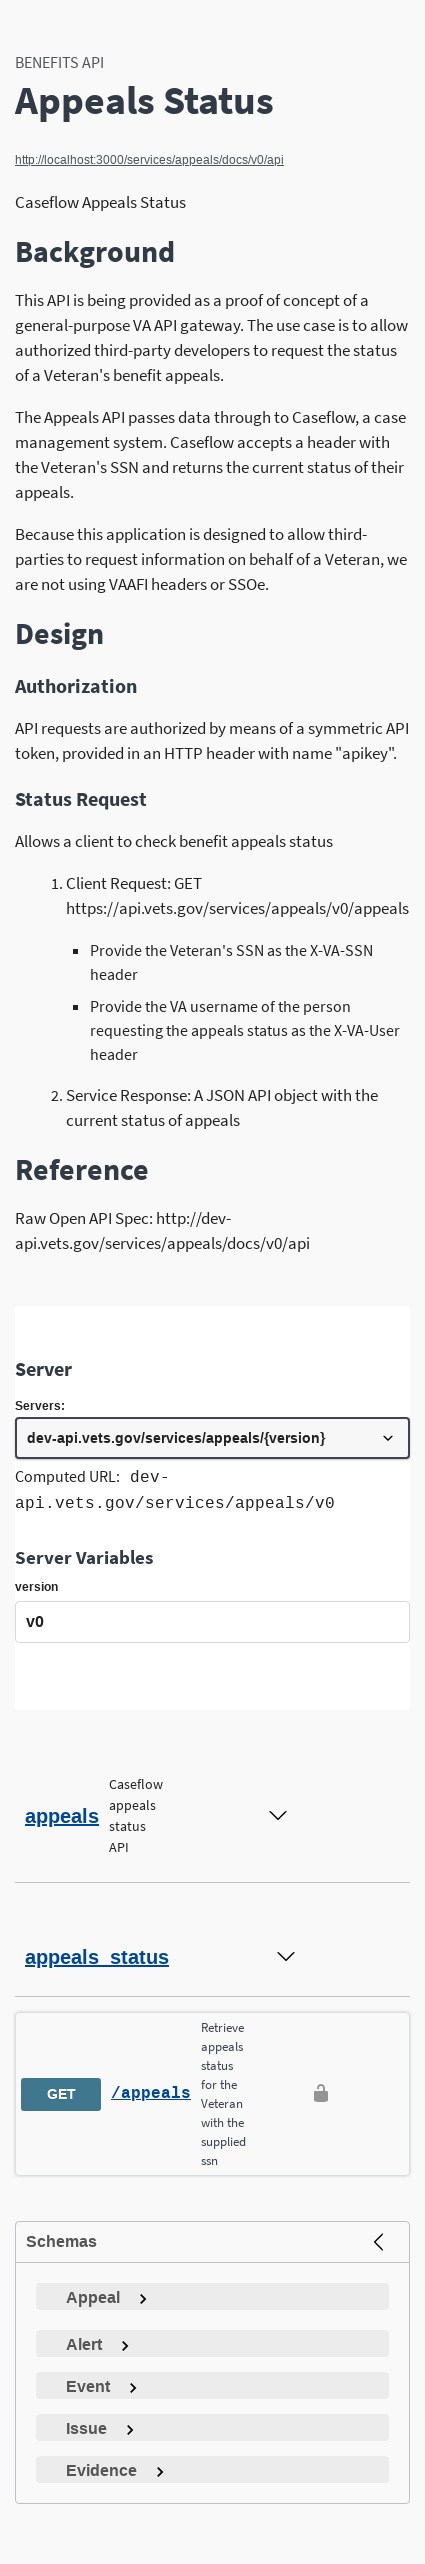 BENEFITS API
Appeals Status
http://localhost:3000/services/appeals/docs/v0/api
Caseflow Appeals Status
Background
This API is being provided as a proof of concept of a
general-purpose VA API gateway. The use case is to allow
authorized third-party developers to request the status
of a Veteran's benefit appeals.
The Appeals API passes data through to Caseflow, a case
management system. Caseflow accepts a header with
the Veteran's SSN and returns the current status of their
appeals.
Because this application is designed to allow third-
parties to request information on behalf of a Veteran, we
are not using VAAFI headers or SSOe.
Design
Authorization
API requests are authorized by means of a symmetric API
token, provided in an HTTP header with name "apikey".
Status Request
Allows a client to check benefit appeals status
1. Client Request: GET
https://api.vets.gov/services/appeals/v0/appeals
▪ Provide the Veteran's SSN as the X-VA-SSN
header
▪ Provide the VA username of the person
requesting the appeals status as the X-VA-User
header
2. Service Response: A JSON API object with the
current status of appeals
Reference
Raw Open API Spec: http://dev-
api.vets.gov/services/appeals/docs/v0/api
Server
Servers:
dev-api.vets.gov/services/appeals/{version}
Computed URL: dev-
api.vets.gov/services/appeals/v0
Server Variables
version
v0
appeals
Caseflow
appeals
status
API
appeals_status
GET
/appeals
Retrieve
appeals
status
for the
Veteran
with the
supplied
ssn
Schemas
Appeal
Alert
Event
Issue
Evidence